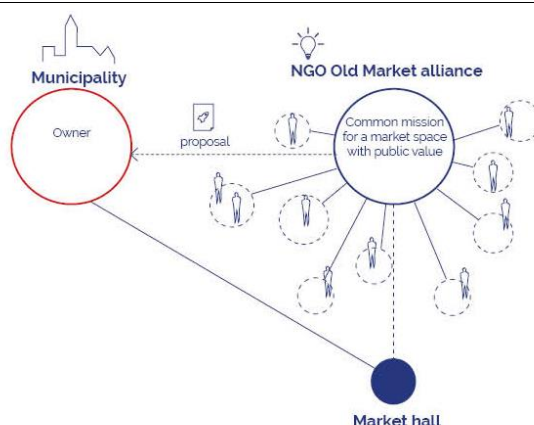 Municipality
NGO Old Market alliance
Owner
Common mission
for a market space
with public value
proposal
Market hall